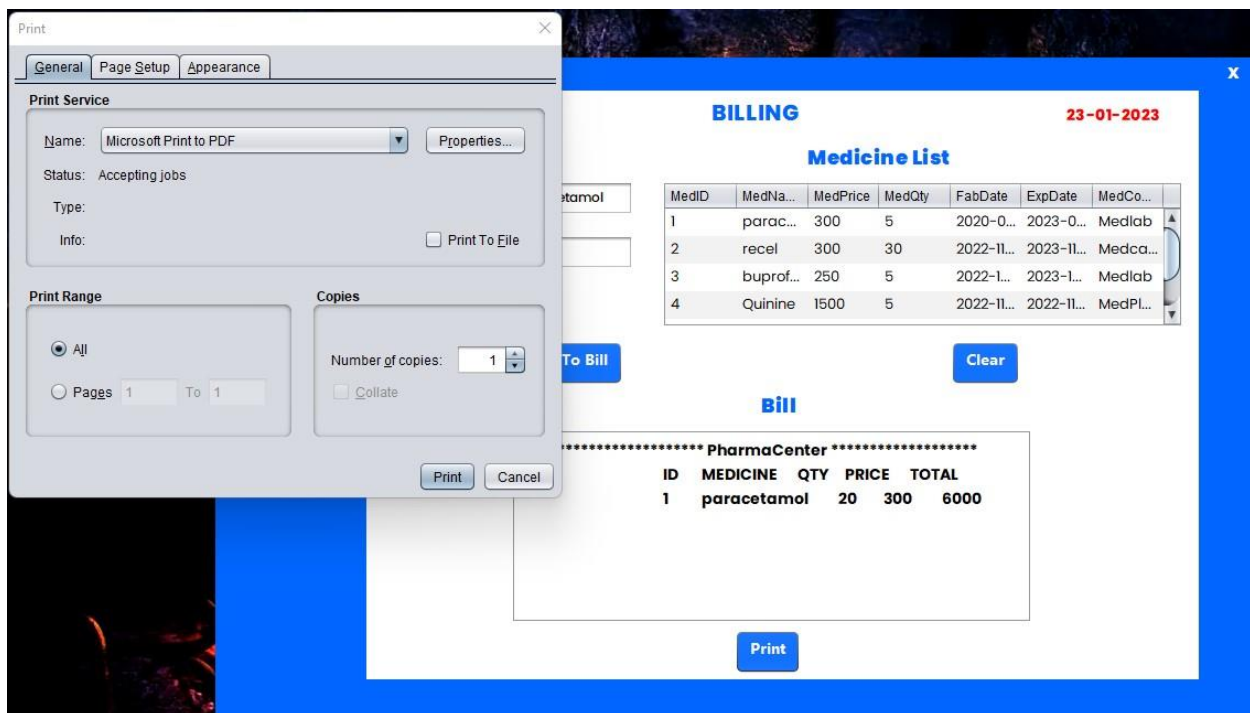 Print
General Page Setup Appearance
Print Service
Name: Microsoft Print to PDF Properties...
Status: Accepting jobs
Type:
Info: Print To File
Print Range
All
Pages 1 To 1
Copies
Number of copies: 1
Collate
Print Cancel
x
BILLING 23-01-2023
Medicine List
etamol
MedID MedNa... MedPrice MedQty FabDate ExpDate MedCo...
1 parac... 300 5 2020-0... 2023-0... Medlab
2 recel 300 30 2022-11... 2023-11... Medca...
3 buprof... 250 5 2022-1... 2023-1... Medlab
4 Quinine 1500 5 2022-11... 2022-11... MedPl...
To Bill Clear
Bill
******************* PharmaCenter *******************
ID MEDICINE QTY PRICE TOTAL
1 paracetamol 20 300 6000
Print